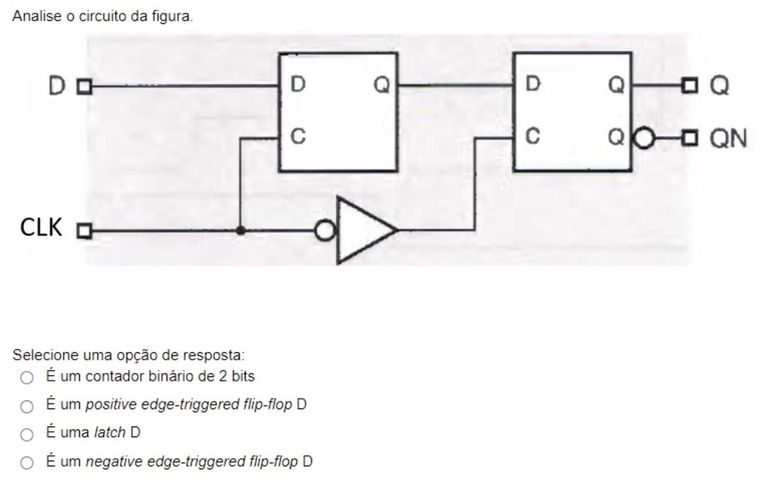 Analise o circuito da figura.
D D Q D Q Q
C C Q QN
CLK
Selecione uma opção de resposta:
É um contador binário de 2 bits
É um positive edge-triggered flip-flop D
É uma latch D
É um negative edge-triggered flip-flop D